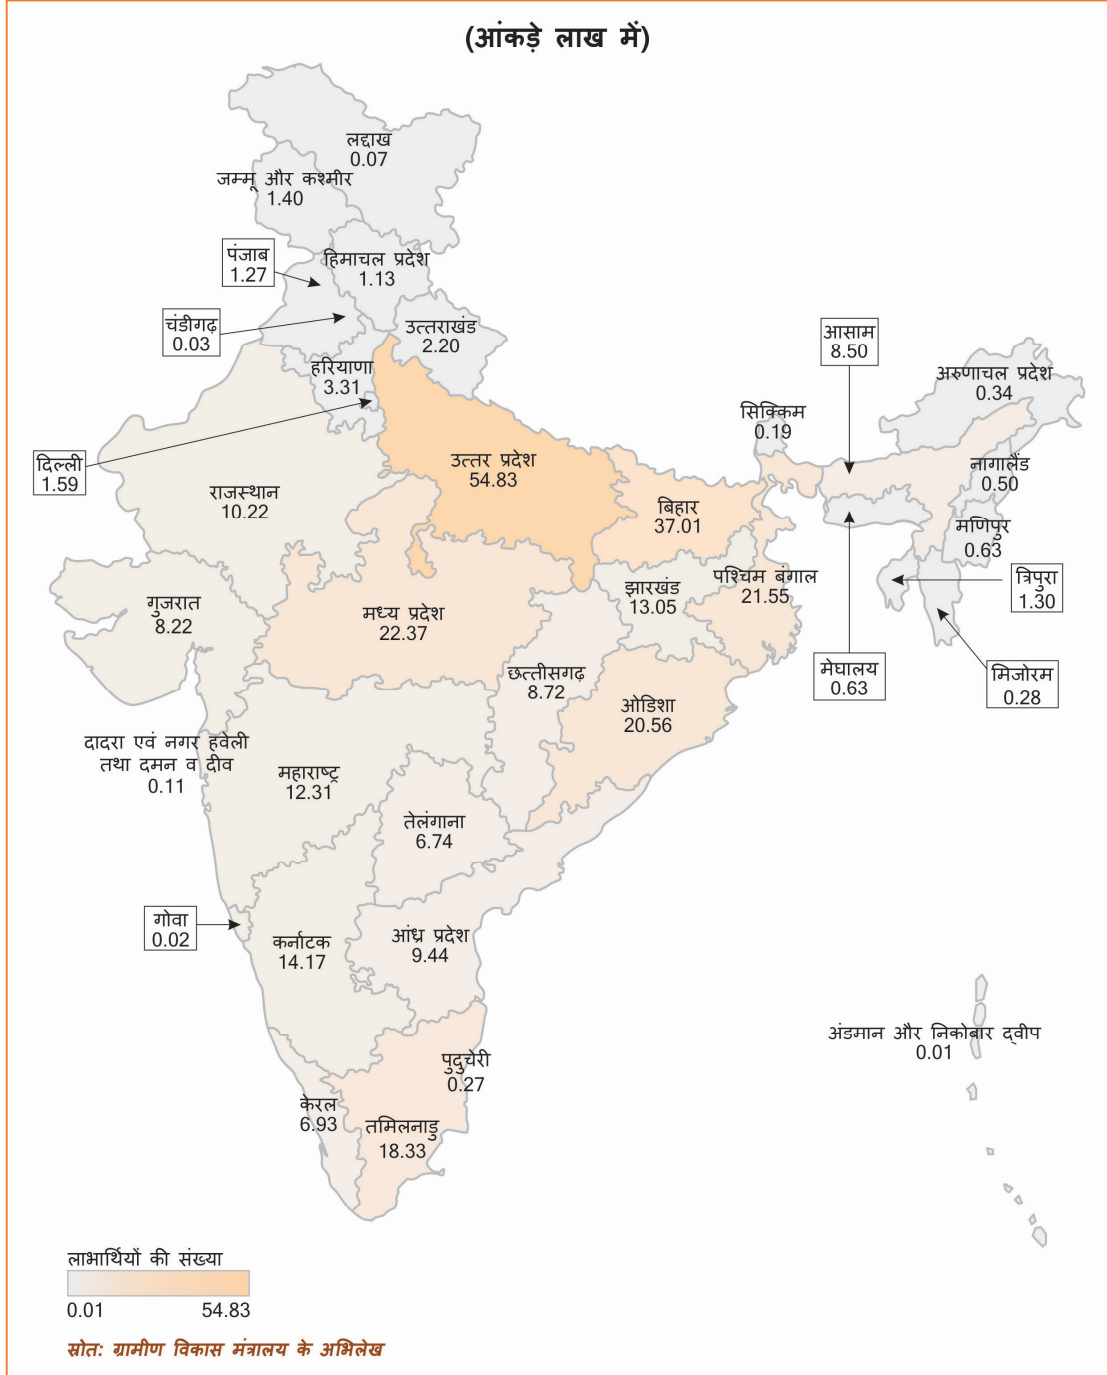 (आंकड़े लाख में)
लद्दाख
0.07
जम्मू और कश्मीर
1.40
पंजाब
1.27
हिमाचल प्रदेश
1.13
चंडीगढ़
0.03
उत्तराखंड
2.20
हरियाणा
3.31
दिल्ली
1.59
आसाम
8.50
अरुणाचल प्रदेश
0.34
सिक्किम
0.19
नागालैंड
0.50
उत्तर प्रदेश
54.83
राजस्थान
10.22
बिहार
37.01
मणिपुर
0.63
त्रिपुरा
1.30
पश्चिम बंगाल
21.55
झारखंड
13.05
गुजरात
8.22
मध्य प्रदेश
22.37
मेघालय
0.63
मिजोरम
0.28
छत्तीसगढ़
8.72
ओडिशा
20.56
दादरा एवं नगर हवेली
तथा दमन व दीव
0.11
महाराष्ट्र
12.31
तेलंगाना
6.74
गोवा
0.02
कर्नाटक
14.17
आंध्र प्रदेश
9.44
अंडमान और निकोबार द्वीप
0.01
पुदुचेरी
0.27
केरल
6.93
तमिलनाडु
18.33
लाभार्थियों की संख्या
0.01 54.83
स्रोत: ग्रामीण विकास मंत्रालय के अभिलेख